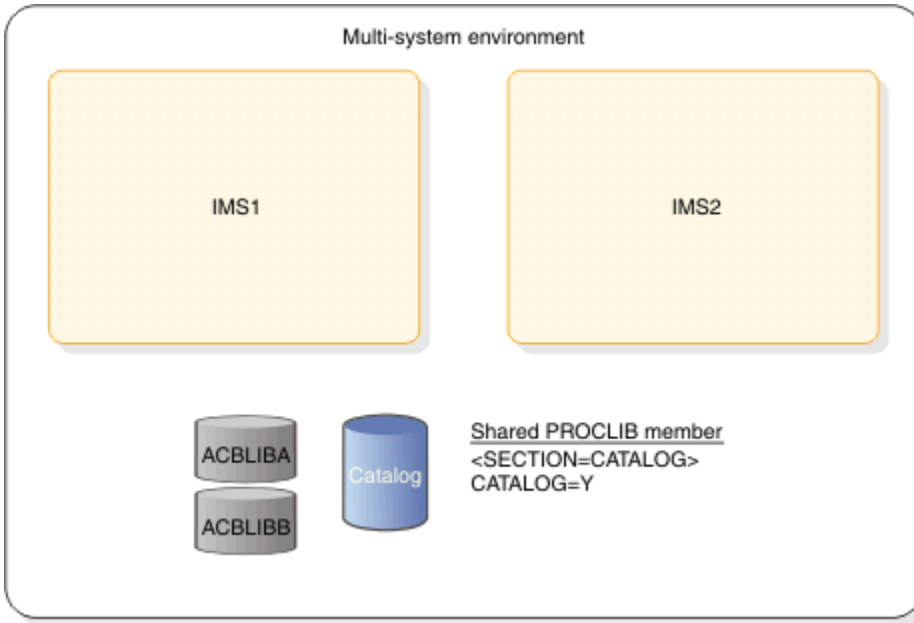 Multi-system environment
IMS1
IMS2
ACBLIBA
ACBLIBB
Catalog
Shared PROCLIB member
<SECTION=CATALOG>
CATALOG=Y